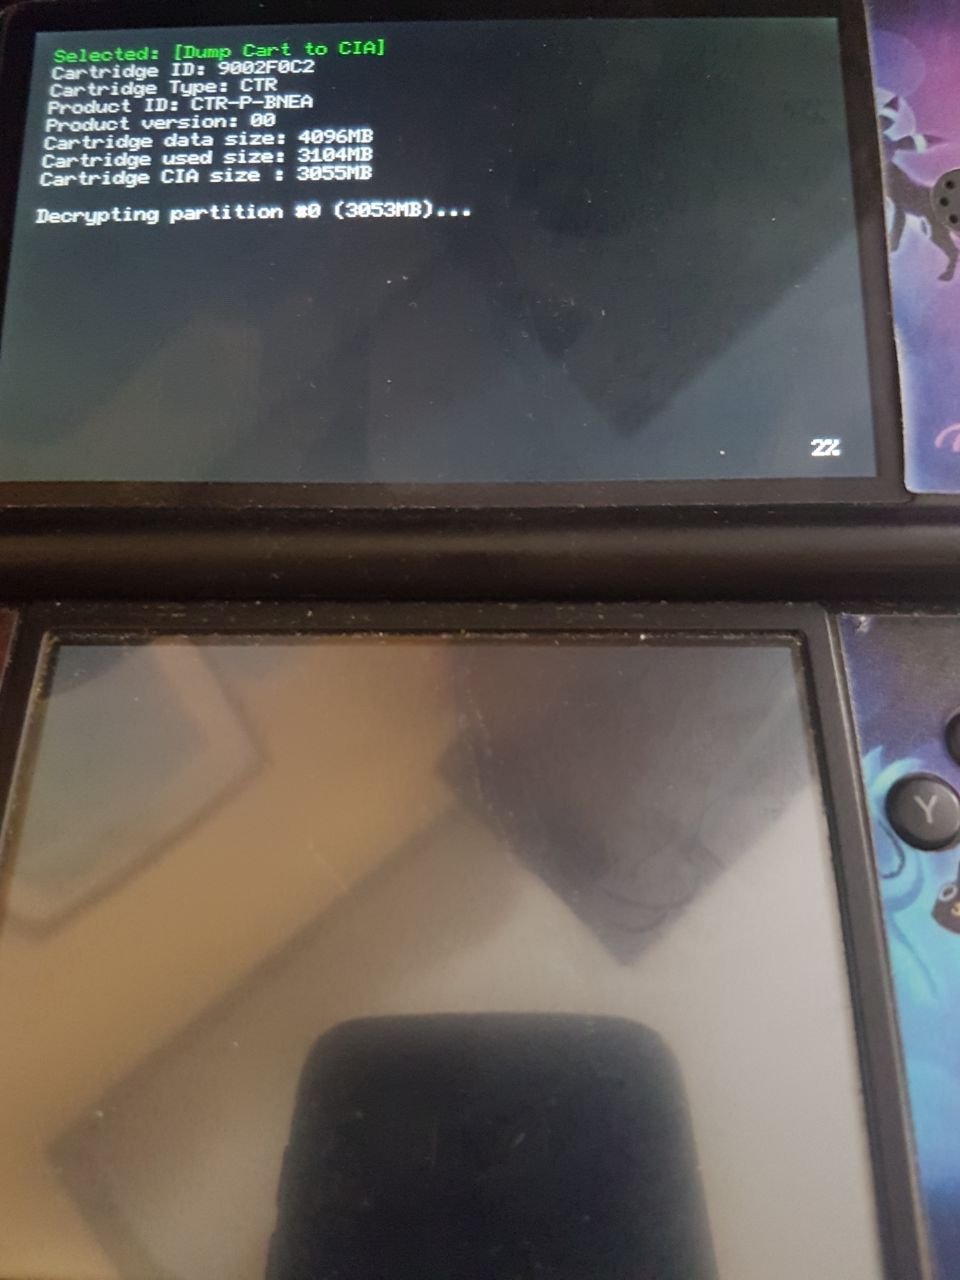 Selected: [Dump Cart to CIA]
Cartridge ID: 9002F0C2
Cartridge Type: CTR
Product ID: CTR-P-BNEA
Product version: 00
Cartridge data size: 4096MB
Cartridge used size: 3104MB
Cartridge CIA size : 3055MB
Decrypting partition #0 (3053MB)...
2%
Y